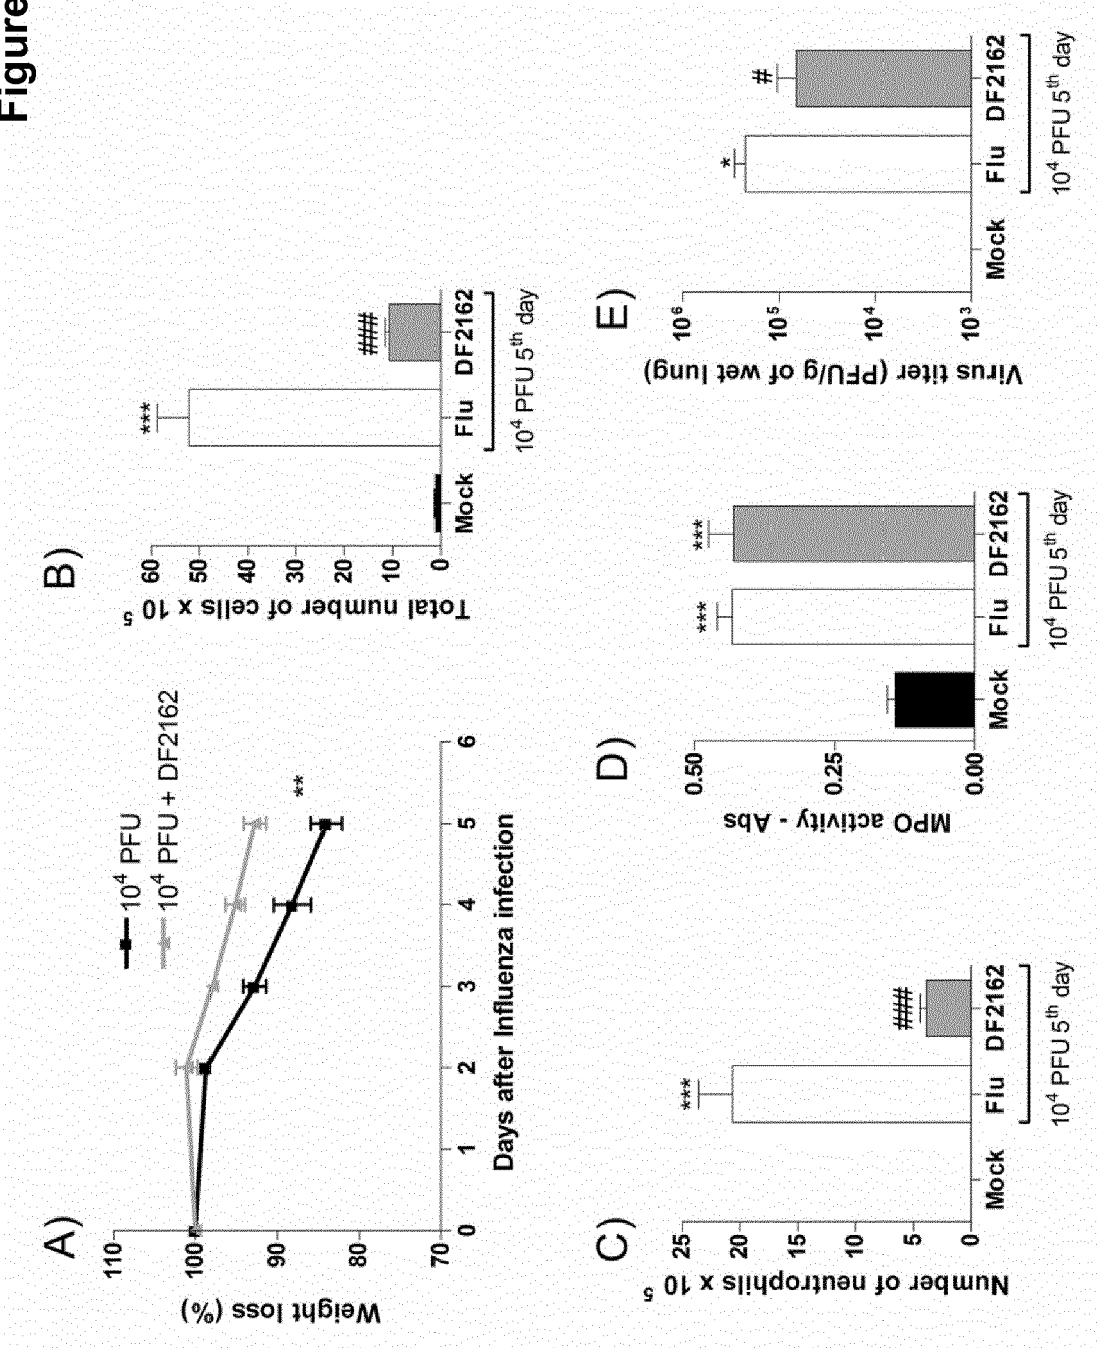 Figure
A)
Weight loss (%)
110
100
90
80
70
0
1
2
3
4
5
6
Days after Influenza infection
10⁴ PFU
10⁴ PFU + DF2162
**
B)
Total number of cells x 10 5
60
50
40
30
20
10
0
***
###
Mock
Flu
DF2162
10⁴ PFU 5th day
C)
Number of neutrophils x 10 5
25
20
15
10
5
0
***
###
Mock
Flu
DF2162
10⁴ PFU 5th day
D)
MPO activity - Abs
0.50
0.25
0.00
***
***
Mock
Flu
DF2162
10⁴ PFU 5th day
E)
Virus titer (PFU/g of wet lung)
10⁶
10⁵
10⁴
10³
*
#
Mock
Flu
DF2162
10⁴ PFU 5th day